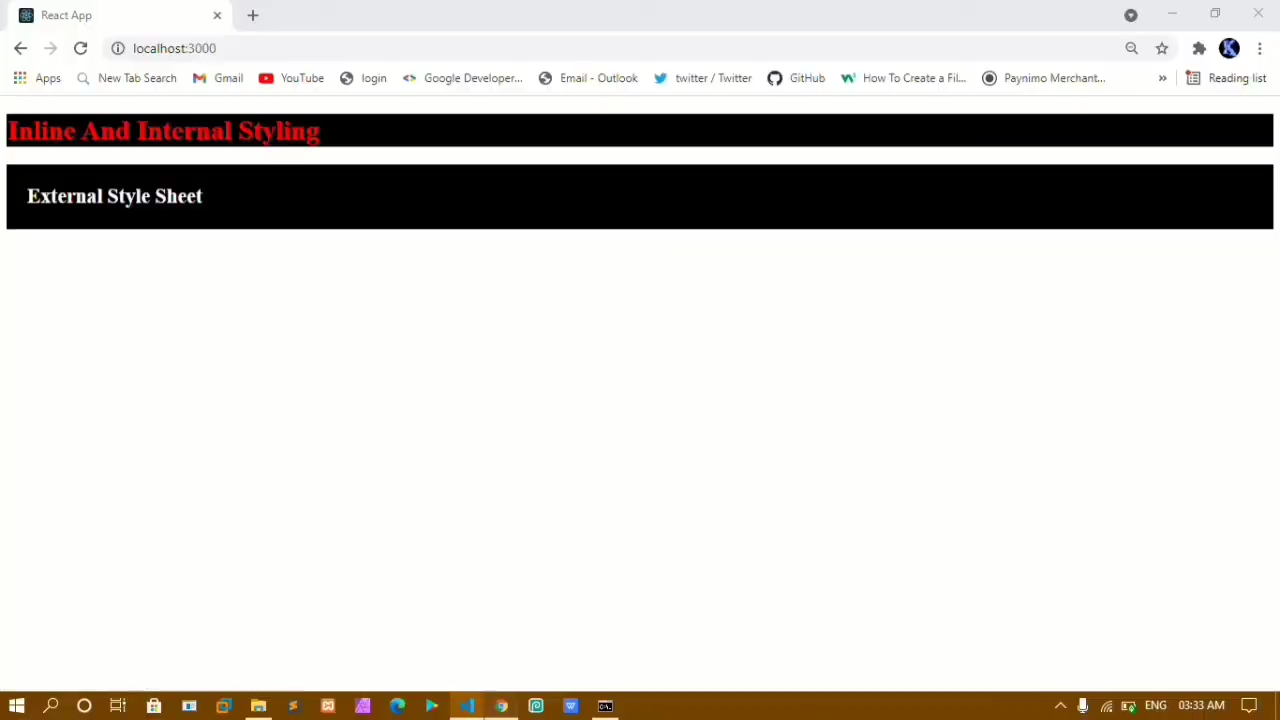 React App
localhost:3000
Apps New Tab Search Gmail YouTube login Google Developer... Email - Outlook twitter / Twitter GitHub How To Create a Fil... Paynimo Merchant... » Reading list
Inline And Internal Styling
External Style Sheet
ENG 03:33 AM